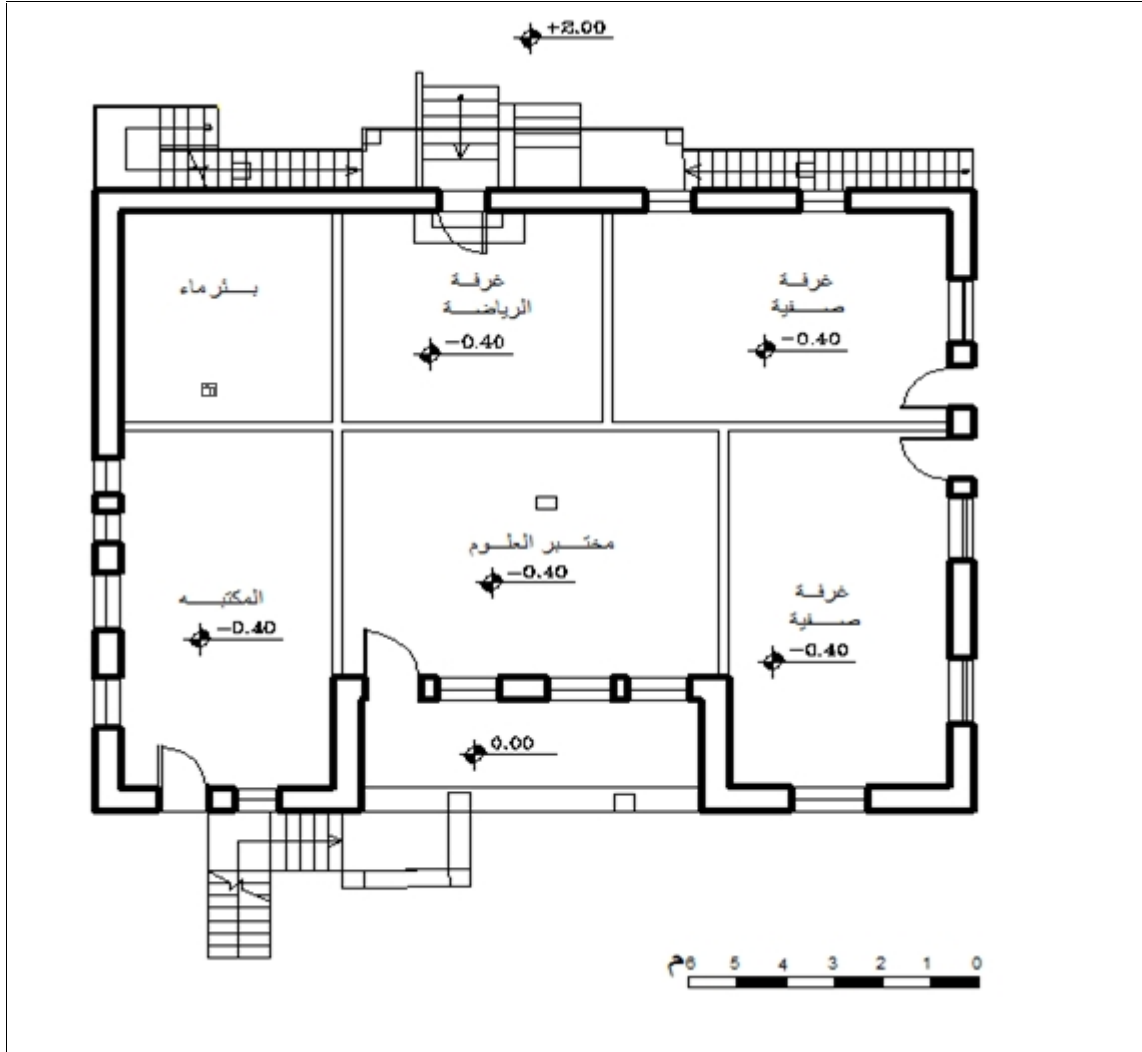 +2.00
بئر ماء
غرفة
الرياضة
-0.40
غرفة
صفية
-0.40
مختبر العلوم
-0.40
المكتبه
-0.40
غرفة
صفية
-0.40
0.00
م6 5 4 3 2 1 0